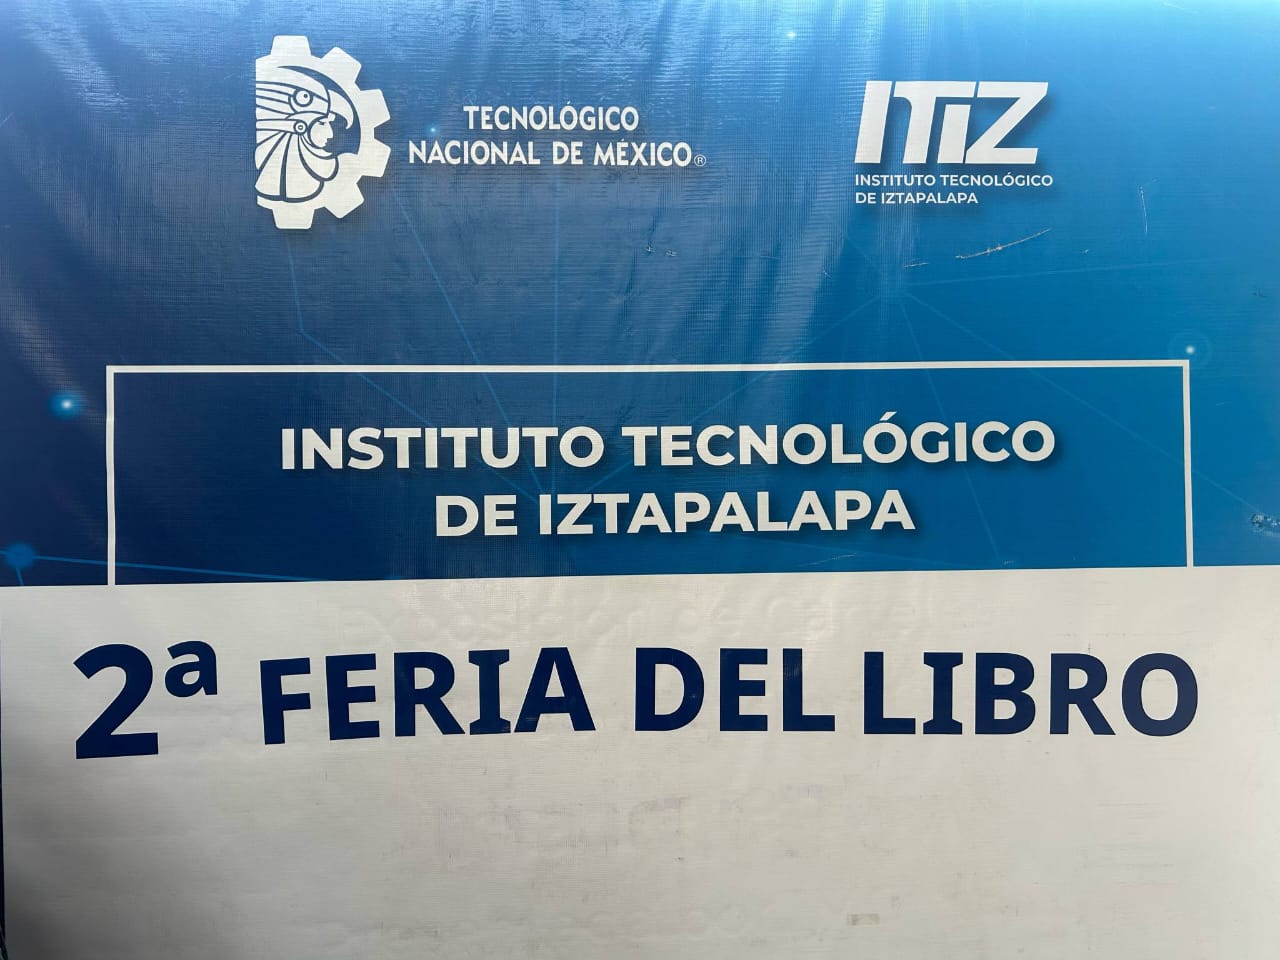 TECNOLÓGICO
NACIONAL DE MÉXICO®
ITIZ
INSTITUTO TECNOLÓGICO
DE IZTAPALAPA
INSTITUTO TECNOLÓGICO
DE IZTAPALAPA
2ª FERIA DEL LIBRO